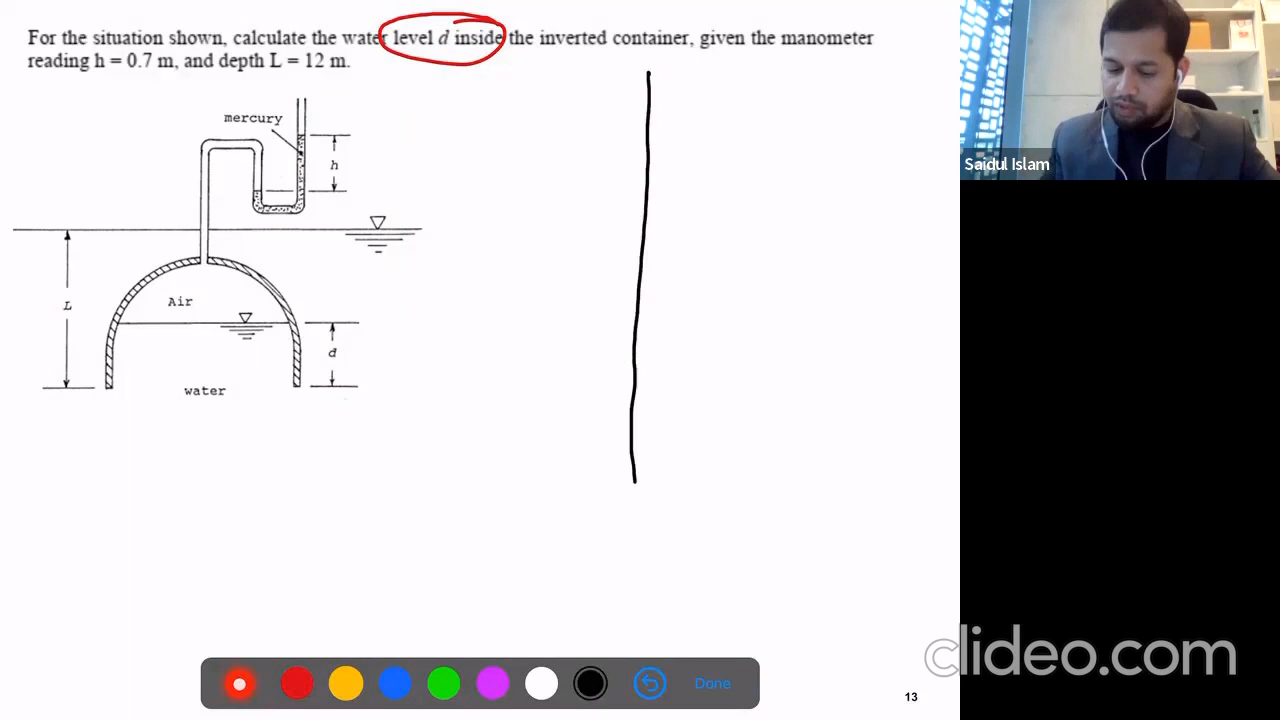 For the situation shown, calculate the water level d inside the inverted container, given the manometer
reading h = 0.7 m, and depth L = 12 m.
mercury
h
L
Air
d
water
Saidul Islam
Done
13
clideo.com